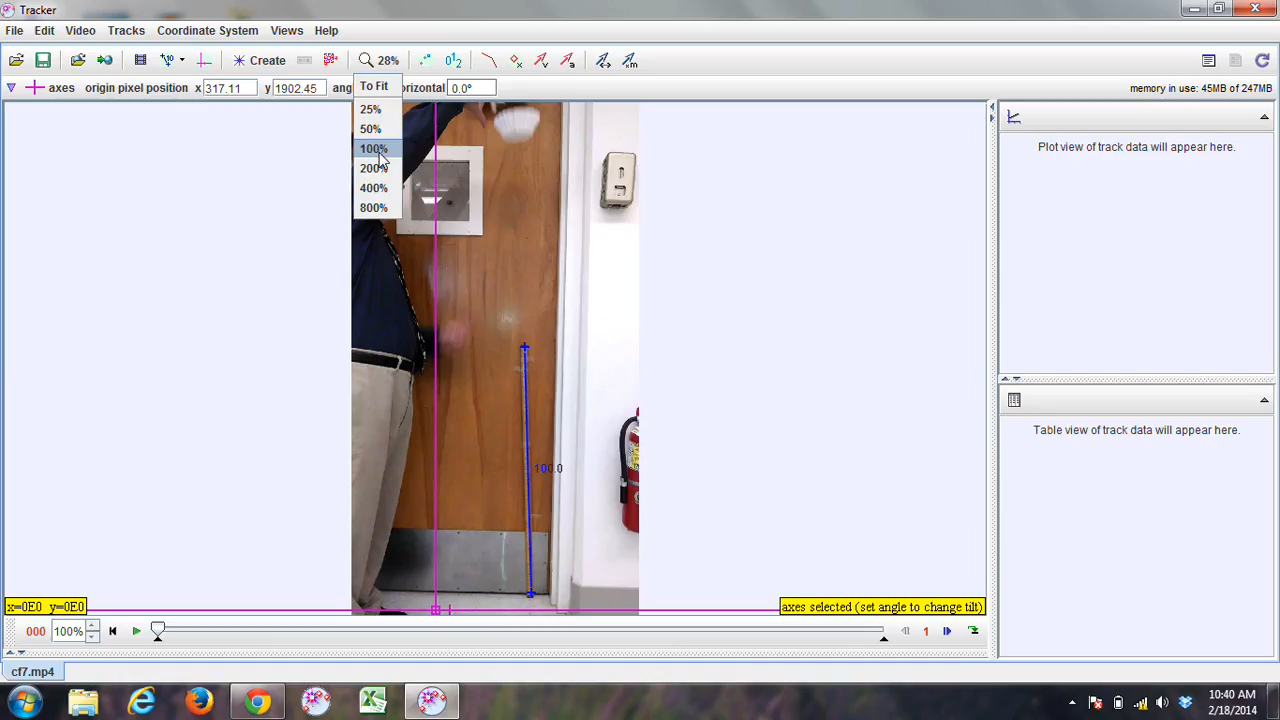 Tracker
File Edit Video Tracks Coordinate System Views Help
Create 28%
axes origin pixel position x 317.11 y 1902.45 horizontal 0.0° memory in use: 45MB of 247MB
To Fit
25%
50%
100%
200%
400%
800%
Plot view of track data will appear here.
Table view of track data will appear here.
100.0
x=0E0 y=0E0 axes selected (set angle to change tilt)
000 100% 1
cf7.mp4
10:40 AM
2/18/2014